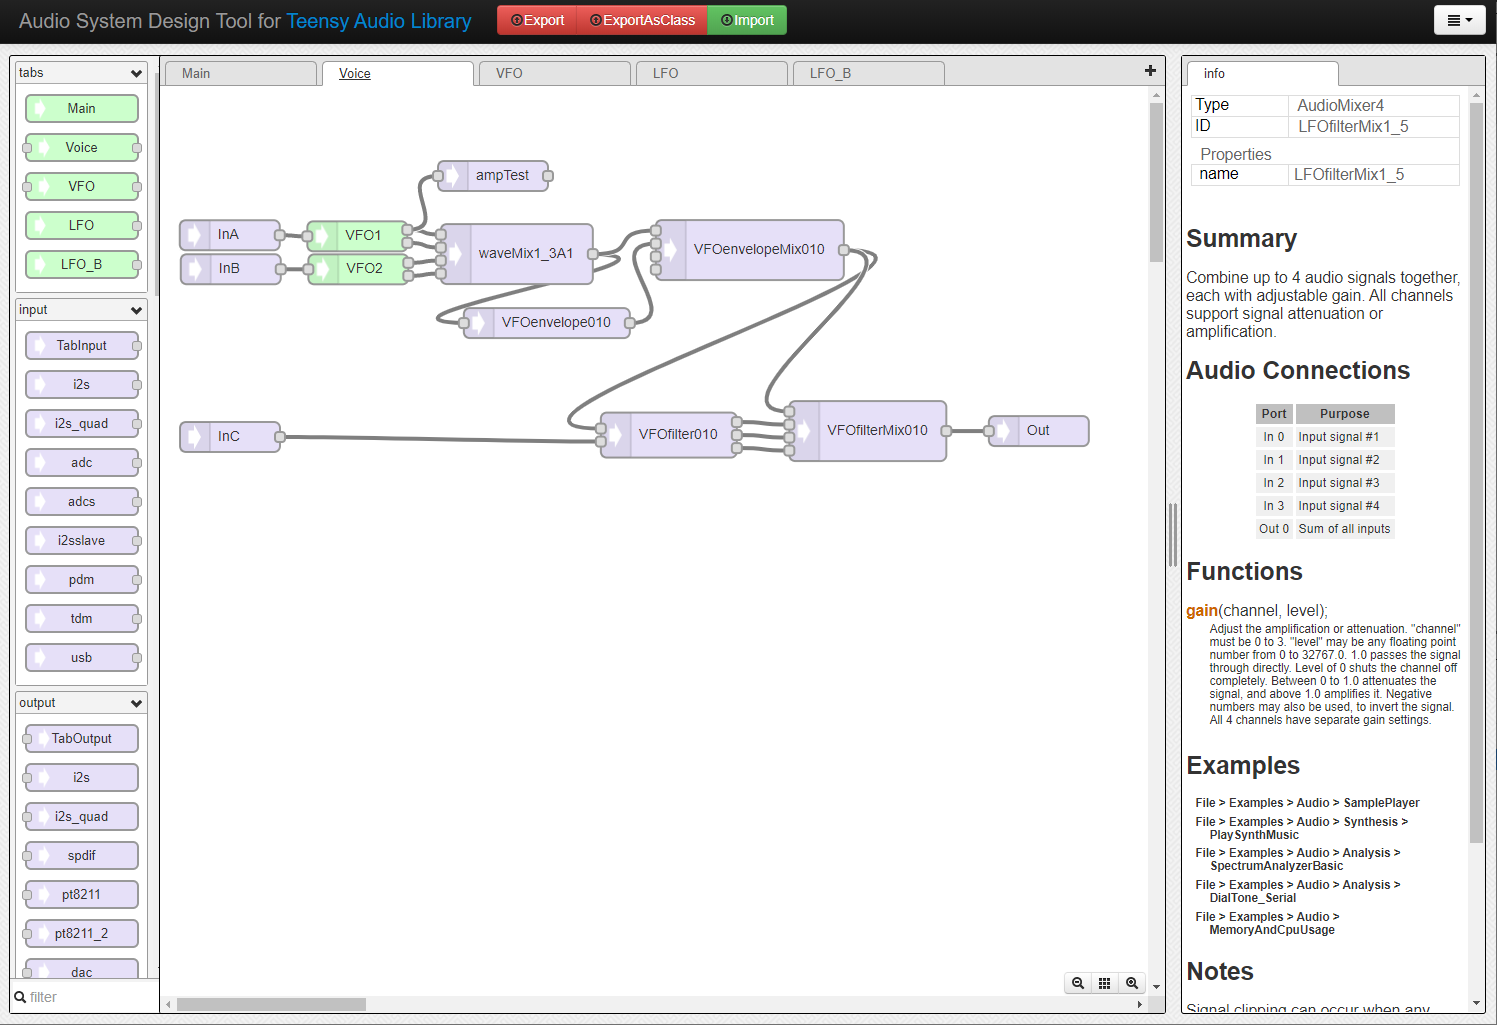 Audio System Design Tool for Teensy Audio Library
Export
ExportAsClass
Import
tabs
Main
Voice
VFO
LFO
LFO_B
input
TabInput
i2s
i2s_quad
adc
adcs
i2sslave
pdm
tdm
usb
output
TabOutput
i2s
i2s_quad
spdif
pt8211
pt8211_2
dac
filter
Main
Voice
VFO
LFO
LFO_B
ampTest
InA
VFO1
InB
VFO2
waveMix1_3A1
VFOenvelopeMix010
VFOenvelope010
InC
VFOfilter010
VFOfilterMix010
Out
info
Type AudioMixer4
ID LFOfilterMix1_5
Properties
name LFOfilterMix1_5
Summary
Combine up to 4 audio signals together,
each with adjustable gain. All channels
support signal attenuation or
amplification.
Audio Connections
Port Purpose
In 0 Input signal #1
In 1 Input signal #2
In 2 Input signal #3
In 3 Input signal #4
Out 0 Sum of all inputs
Functions
gain(channel, level);
Adjust the amplification or attenuation. "channel"
must be 0 to 3. "level" may be any floating point
number from 0 to 32767.0. 1.0 passes the signal
through directly. Level of 0 shuts the channel off
completely. Between 0 to 1.0 attenuates the
signal, and above 1.0 amplifies it. Negative
numbers may also be used, to invert the signal.
All 4 channels have separate gain settings.
Examples
File > Examples > Audio > SamplePlayer
File > Examples > Audio > Synthesis >
PlaySynthMusic
File > Examples > Audio > Analysis >
SpectrumAnalyzerBasic
File > Examples > Audio > Analysis >
DialTone_Serial
File > Examples > Audio >
MemoryAndCpuUsage
Notes
Signal clipping can occur when any